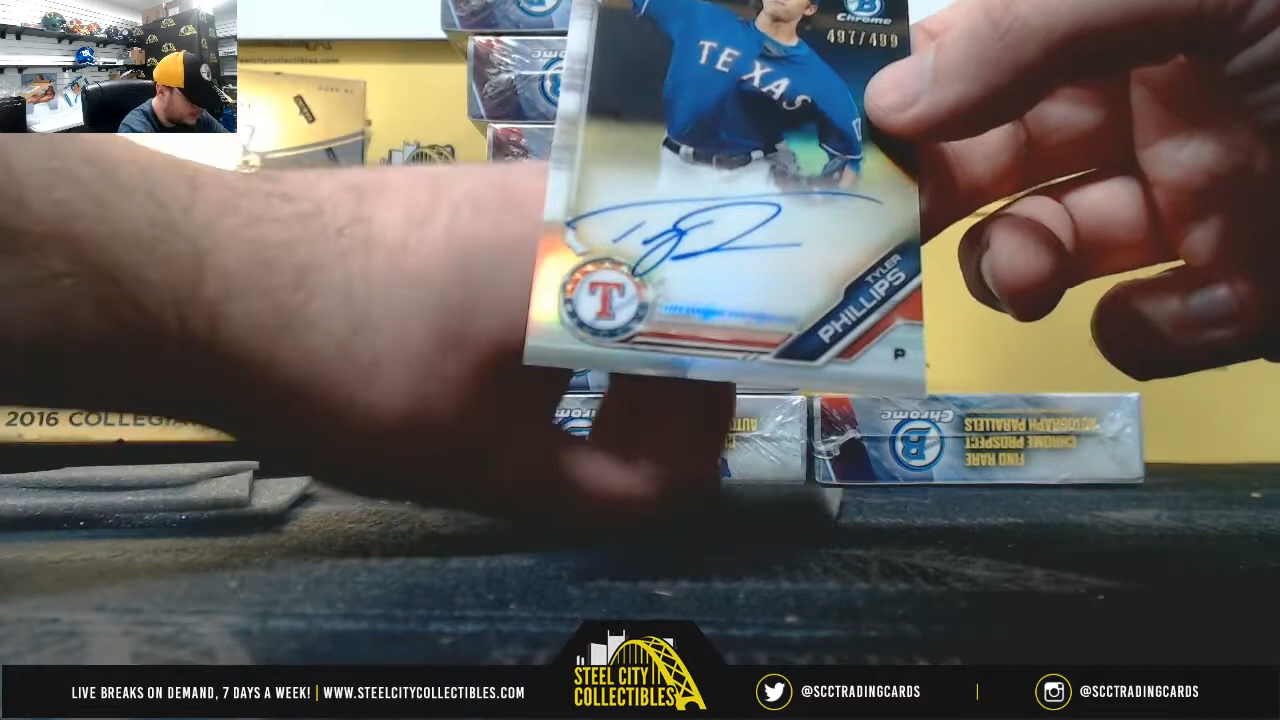 Chrome
497/499
TEXAS
TYLER
PHILLIPS
T
P
2016 COLLEGIA
Chrome
B
FIND RARE
CHROME PROSPECT
AUTOGRAPH PARALLELS
STEEL CITY
COLLECTIBLES
LIVE BREAKS ON DEMAND, 7 DAYS A WEEK! | WWW.STEELCITYCOLLECTIBLES.COM
@SCCTRADINGCARDS
@SCCTRADINGCARDS